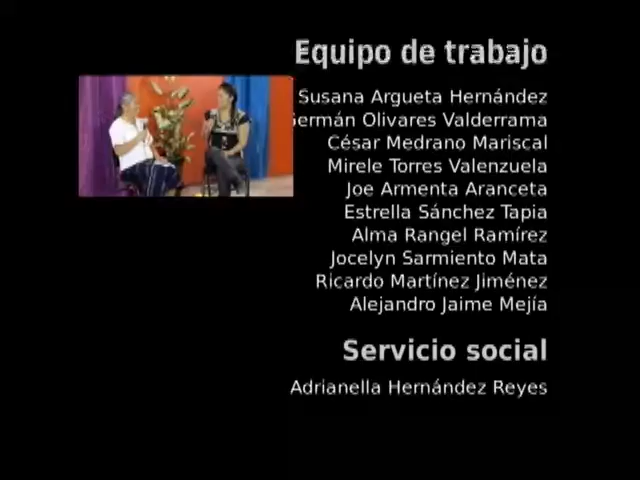 Equipo de trabajo
Susana Argueta Hernández
Germán Olivares Valderrama
César Medrano Mariscal
Mirele Torres Valenzuela
Joe Armenta Aranceta
Estrella Sánchez Tapia
Alma Rangel Ramírez
Jocelyn Sarmiento Mata
Ricardo Martínez Jiménez
Alejandro Jaime Mejía
Servicio social
Adrianella Hernández Reyes